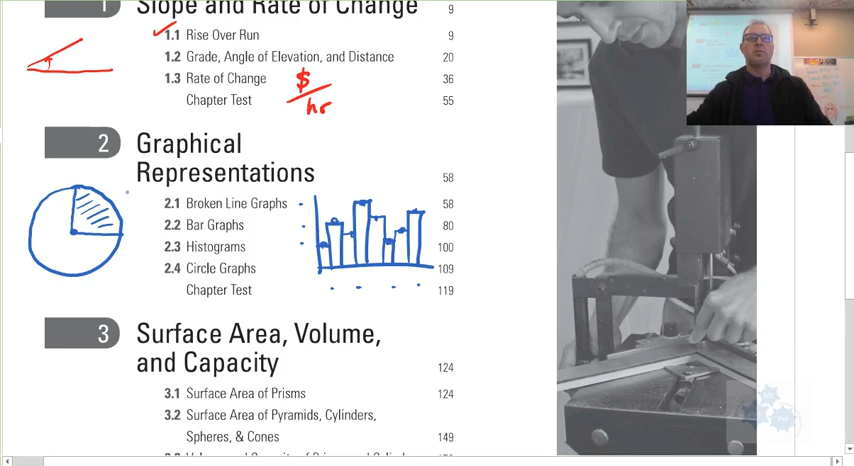 1
Slope and Rate of Change 9
1.1 Rise Over Run 9
1.2 Grade, Angle of Elevation, and Distance 20
1.3 Rate of Change 36
$/hr
Chapter Test 55
2
Graphical
Representations 58
2.1 Broken Line Graphs 58
2.2 Bar Graphs 80
2.3 Histograms 100
2.4 Circle Graphs 109
Chapter Test 119
3
Surface Area, Volume,
and Capacity 124
3.1 Surface Area of Prisms 124
3.2 Surface Area of Pyramids, Cylinders,
Spheres, & Cones 149